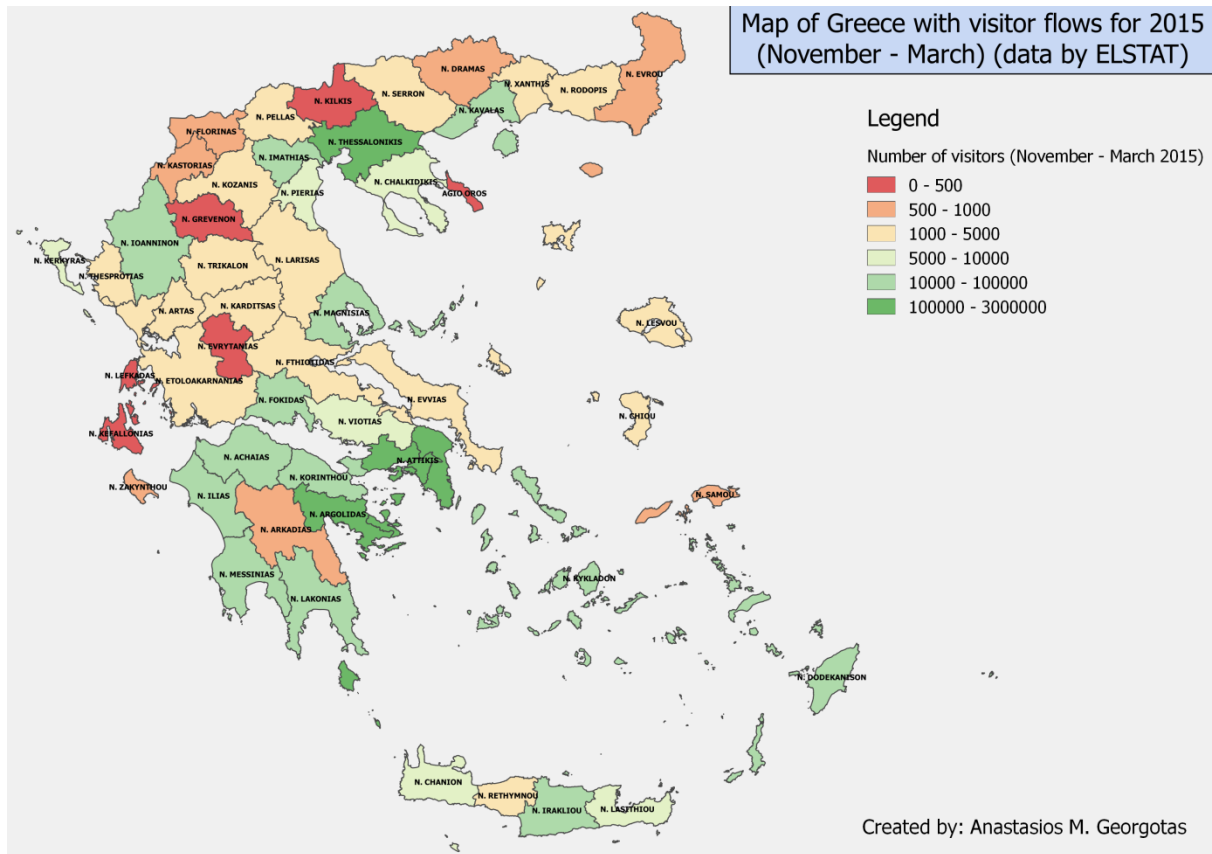 Map of Greece with visitor flows for 2015
(November - March) (data by ELSTAT)
Legend
Number of visitors (November - March 2015)
0 - 500
500 - 1000
1000 - 5000
5000 - 10000
10000 - 100000
100000 - 3000000
N. DRAMAS
N. EVROU
N. XANTHIS
N. RODOPIS
N. SERRON
N. KILKIS
N. KAVALAS
N. PELLAS
N. FLORINAS
N. THESSALONIKIS
N. IMATHIAS
N. KASTORIAS
N. KOZANIS
N. PIERIAS
N. CHALKIDIKIS
AGIO OROS
N. GREVENON
N. IOANNINON
N. KERKYRAS
N. THESPROTIAS
N. TRIKALON
N. LARISAS
N. ARTAS
N. KARDITSAS
N. MAGNISIAS
N. LESVOU
N. EVRYTANIAS
N. FTHIOTIDAS
N. LEFKADAS
N. ETOLOAKARNANIAS
N. FOKIDAS
N. EVVIAS
N. CHIOU
N. VIOTIAS
N. KEFALLONIAS
N. ACHAIAS
N. ATTIKIS
N. KORINTHOU
N. ZAKYNTHOU
N. ILIAS
N. SAMOU
N. ARGOLIDAS
N. ARKADIAS
N. MESSINIAS
N. KYKLADON
N. LAKONIAS
N. DODEKANISON
N. CHANION
N. RETHYMNOU
N. IRAKLIOU
N. LASITHIOU
Created by: Anastasios M. Georgotas